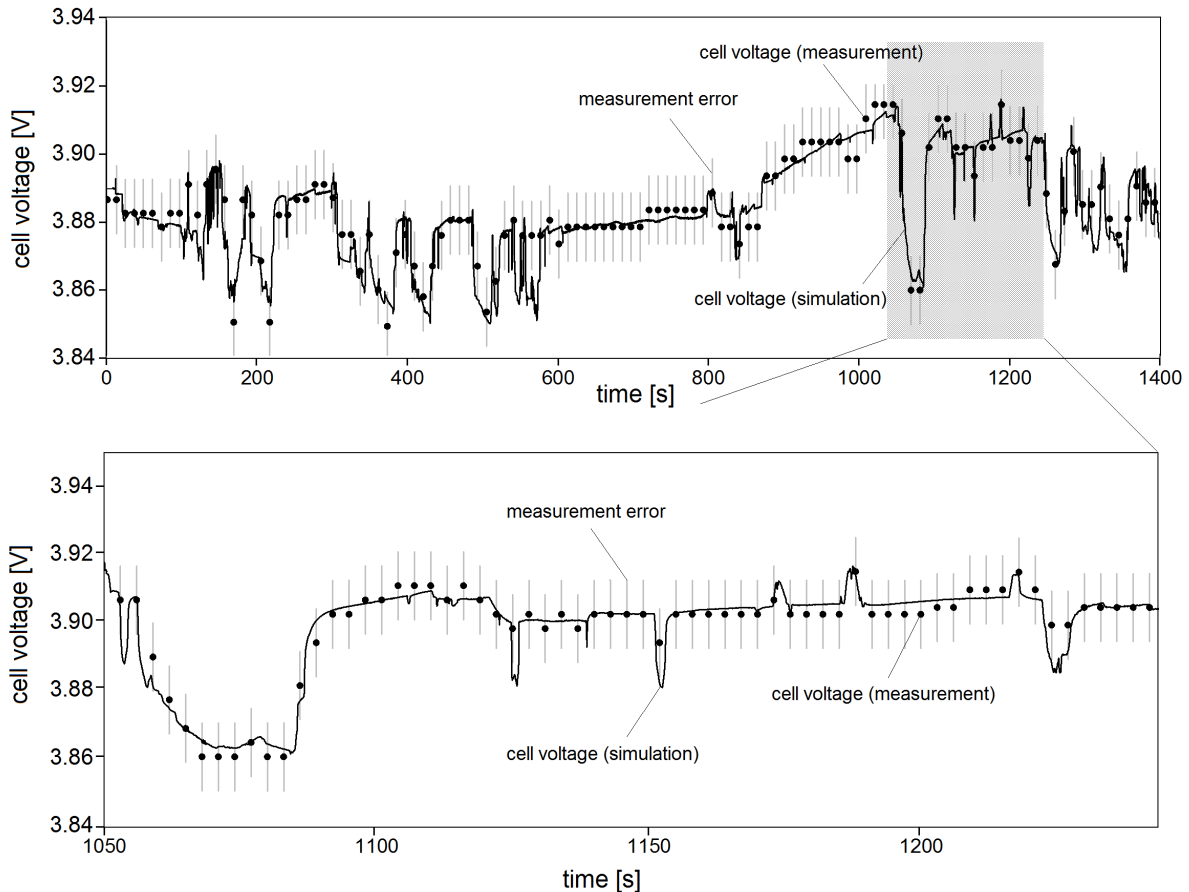 3.94
cell voltage (measurement)
3.92
measurement error
3.90
cell voltage [V]
3.88
3.86
cell voltage (simulation)
3.84
0
200
400
600
800
1000
1200
1400
time [s]
3.94
measurement error
3.92
3.90
cell voltage [V]
3.88
cell voltage (measurement)
3.86
cell voltage (simulation)
3.84
1050
1100
1150
1200
time [s]